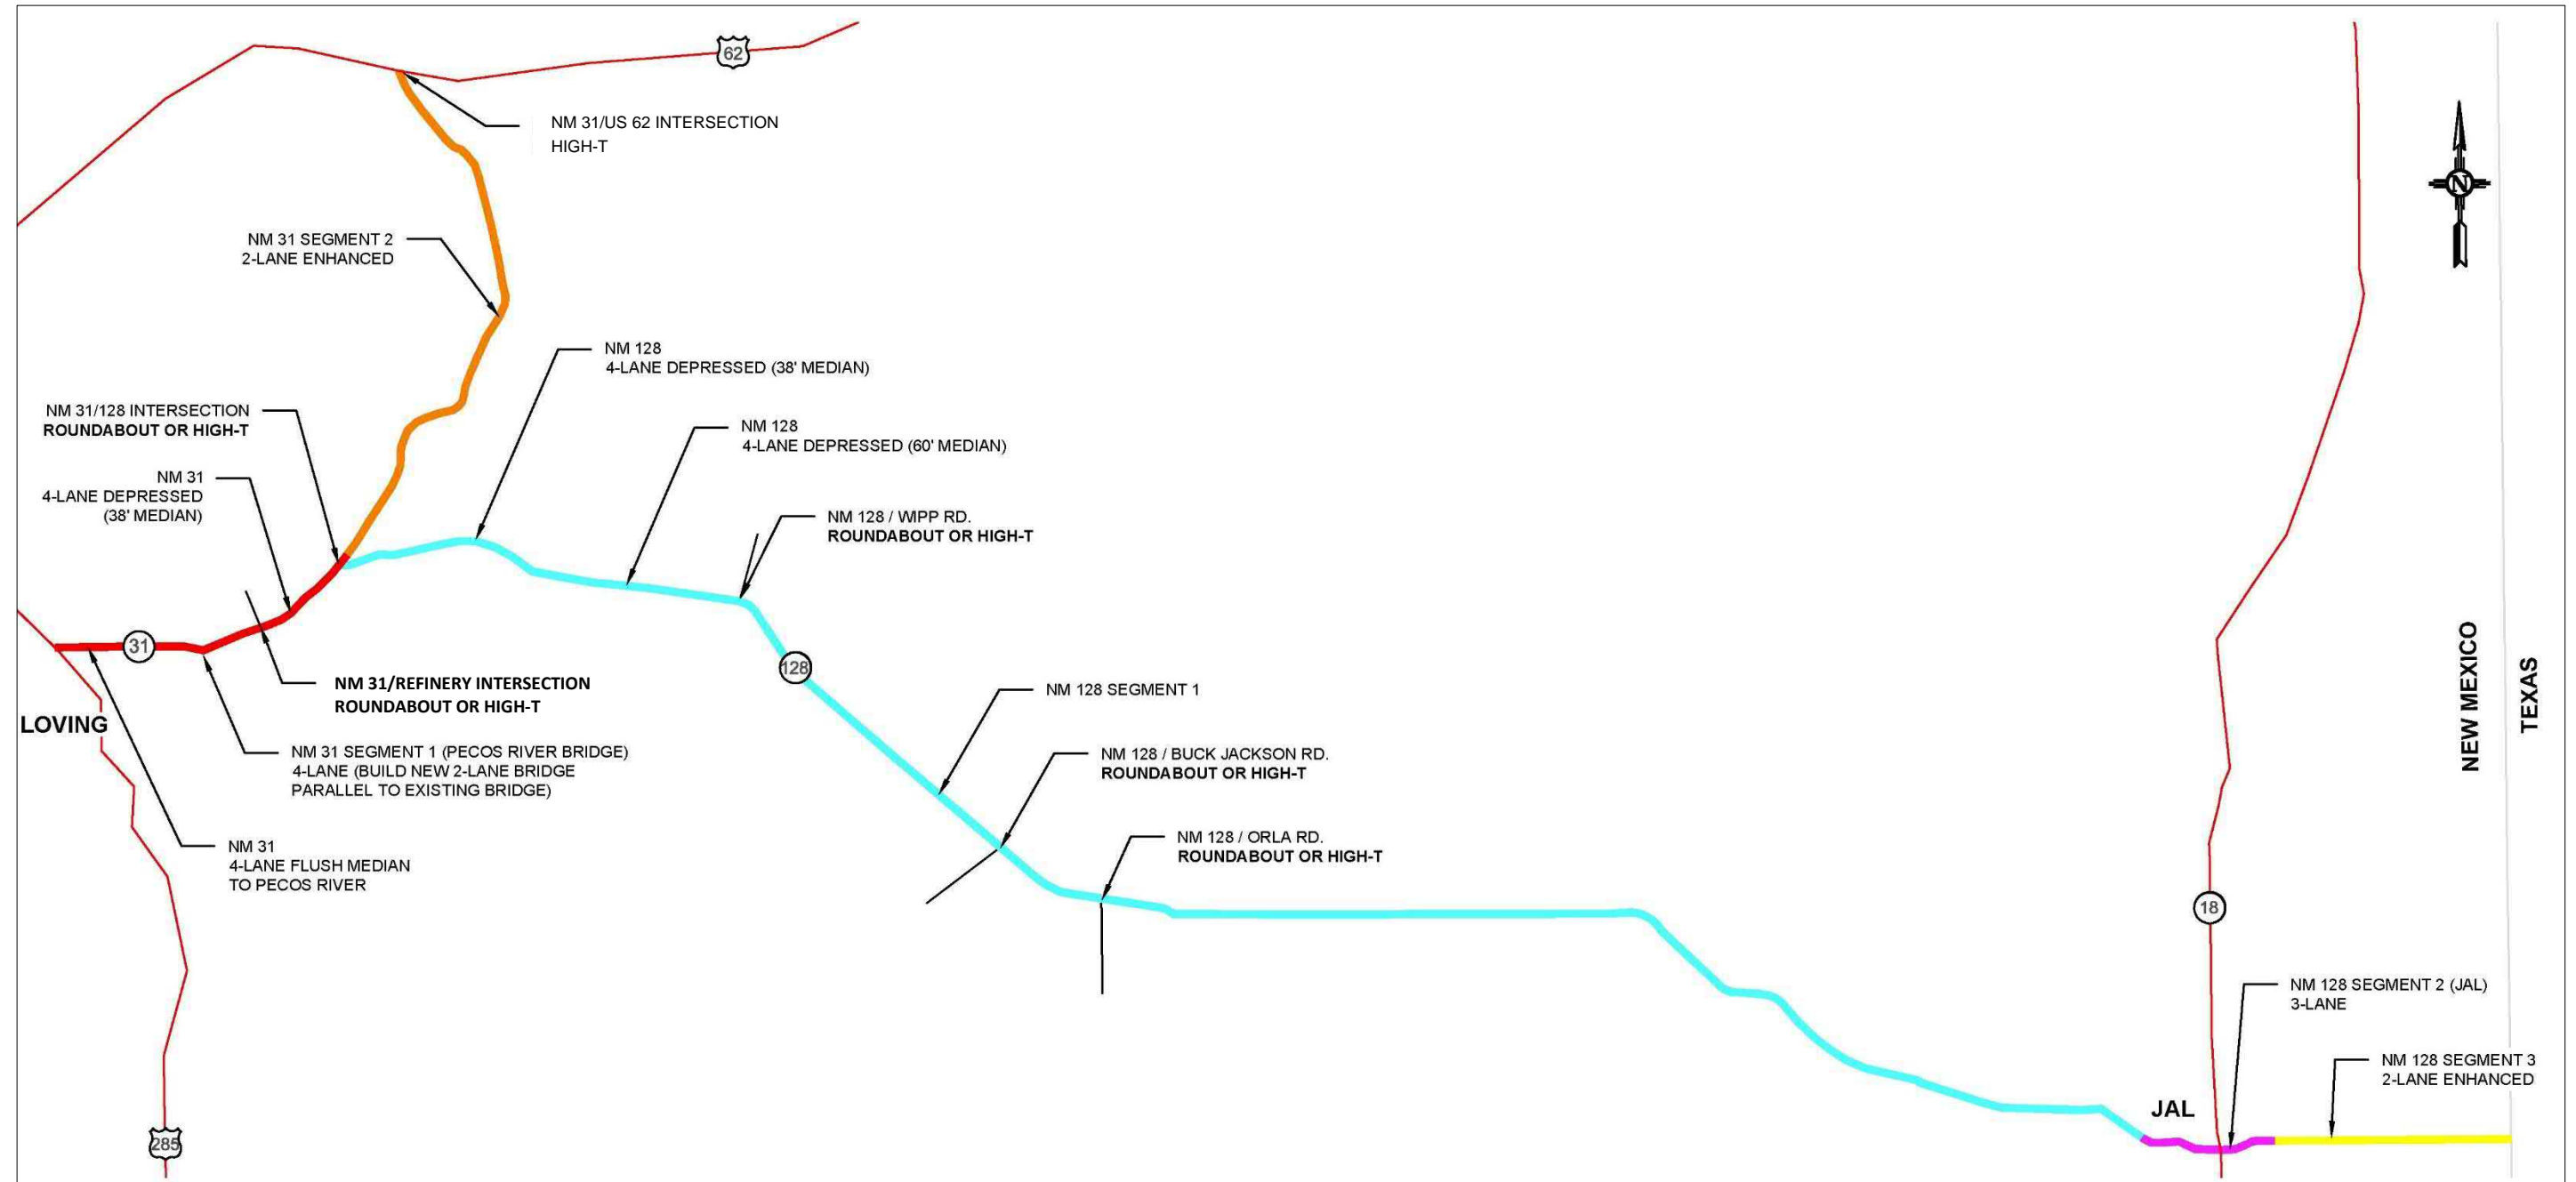 62
NM 31/US 62 INTERSECTION
HIGH-T
N
NM 31 SEGMENT 2
2-LANE ENHANCED
NM 128
4-LANE DEPRESSED (38' MEDIAN)
NM 31/128 INTERSECTION
ROUNDABOUT OR HIGH-T
NM 128
4-LANE DEPRESSED (60' MEDIAN)
NM 31
4-LANE DEPRESSED
(38' MEDIAN)
NM 128 / WIPP RD.
ROUNDABOUT OR HIGH-T
31
128
NM 31/REFINERY INTERSECTION
ROUNDABOUT OR HIGH-T
NM 128 SEGMENT 1
NEW MEXICO
TEXAS
LOVING
NM 31 SEGMENT 1 (PECOS RIVER BRIDGE)
4-LANE (BUILD NEW 2-LANE BRIDGE
PARALLEL TO EXISTING BRIDGE)
NM 128 / BUCK JACKSON RD.
ROUNDABOUT OR HIGH-T
NM 31
4-LANE FLUSH MEDIAN
TO PECOS RIVER
NM 128 / ORLA RD.
ROUNDABOUT OR HIGH-T
18
NM 128 SEGMENT 2 (JAL)
3-LANE
NM 128 SEGMENT 3
2-LANE ENHANCED
JAL
285